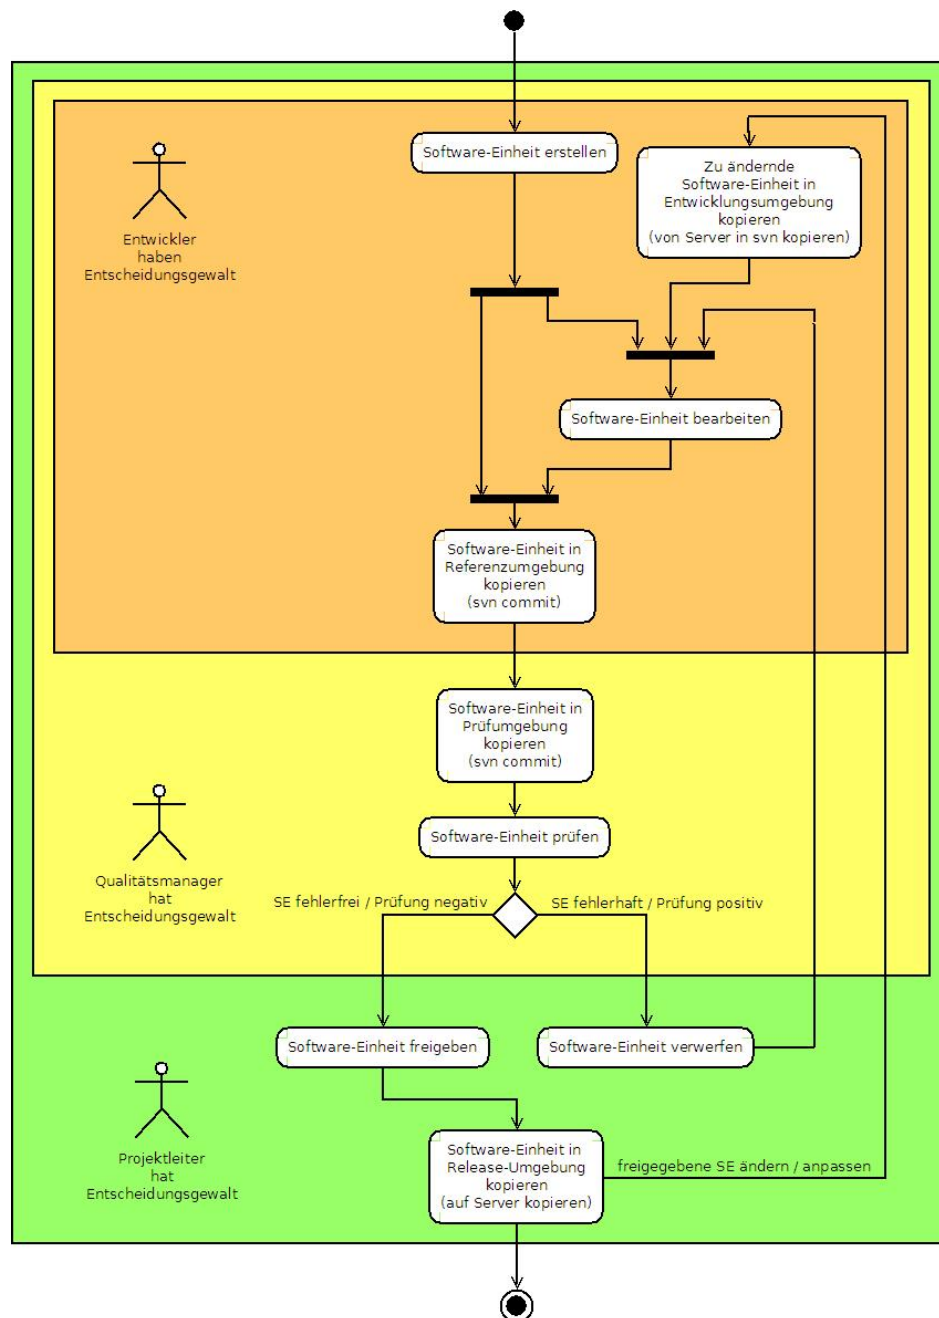 Software-Einheit erstellen
Zu ändernde
Software-Einheit in
Entwicklungsumgebung
kopieren
(von Server in svn kopieren)
Entwickler
haben
Entscheidungsgewalt
Software-Einheit bearbeiten
Software-Einheit in
Referenzumgebung
kopieren
(svn commit)
Software-Einheit in
Prüfumgebung
kopieren
(svn commit)
Software-Einheit prüfen
Qualitätsmanager
hat
Entscheidungsgewalt
SE fehlerfrei / Prüfung negativ
SE fehlerhaft / Prüfung positiv
Software-Einheit freigeben
Software-Einheit verwerfen
Projektleiter
hat
Entscheidungsgewalt
Software-Einheit in
Release-Umgebung
kopieren
(auf Server kopieren)
freigegebene SE ändern / anpassen